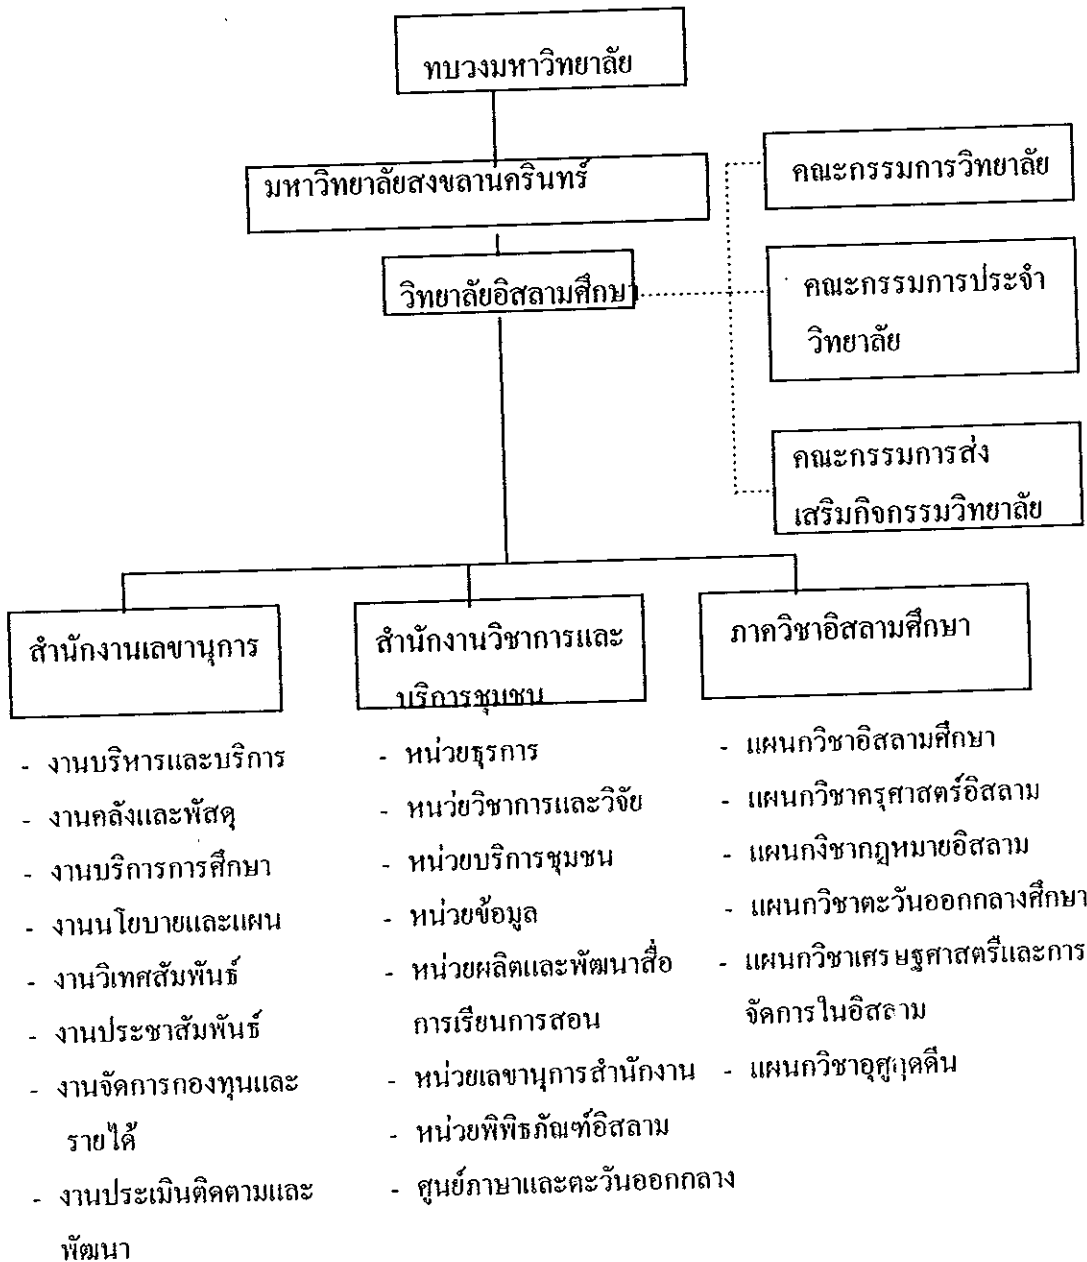 ทบวงมหาวิทยาลัย
มหาวิทยาลัยสงขลานครินทร์
วิทยาลัยอิสลามศึกษา
คณะกรรมการวิทยาลัย
คณะกรรมการประจำ
วิทยาลัย
คณะกรรมการส่ง
เสริมกิจกรรมวิทยาลัย
สำนักงานเลขานุการ
- งานบริหารและบริการ
- งานคลังและพัสดุ
- งานบริการการศึกษา
- งานนโยบายและแผน
- งานวิเทศสัมพันธ์
- งานประชาสัมพันธ์
- งานจัดการกองทุนและ
รายได้
- งานประเมินติดตามและ
พัฒนา
สำนักงานวิชาการและ
บริการชุมชน
- หน่วยธุรการ
- หนว่ยวิชาการและวิจัย
- หน่วยบริการชุมชน
- หน่วยข้อมูล
- หน่วยผลิตและพัฒนาสื่อ
การเรียนการสอน
- หน่วยเลขานุการสำนักงาน
- หน่วยพิพิธภัณฑ์อิสลาม
- ศูนย์ภาษาและตะวันออกกลาง
ภาควิชาอิสลามศึกษา
- แผนกวิชาอิสลามศึกษา
- แผนกวิชาครุศาสตร์อิสลาม
- แผนกงิชากฎหมายอิสลาม
- แผนกวิชาตะวันออกกลางศึกษา
- แผนกวิชาเศรษฐศาสตรืและการ
จัดการในอิสลาม
- แผนกวิชาอุศูลุดดีน